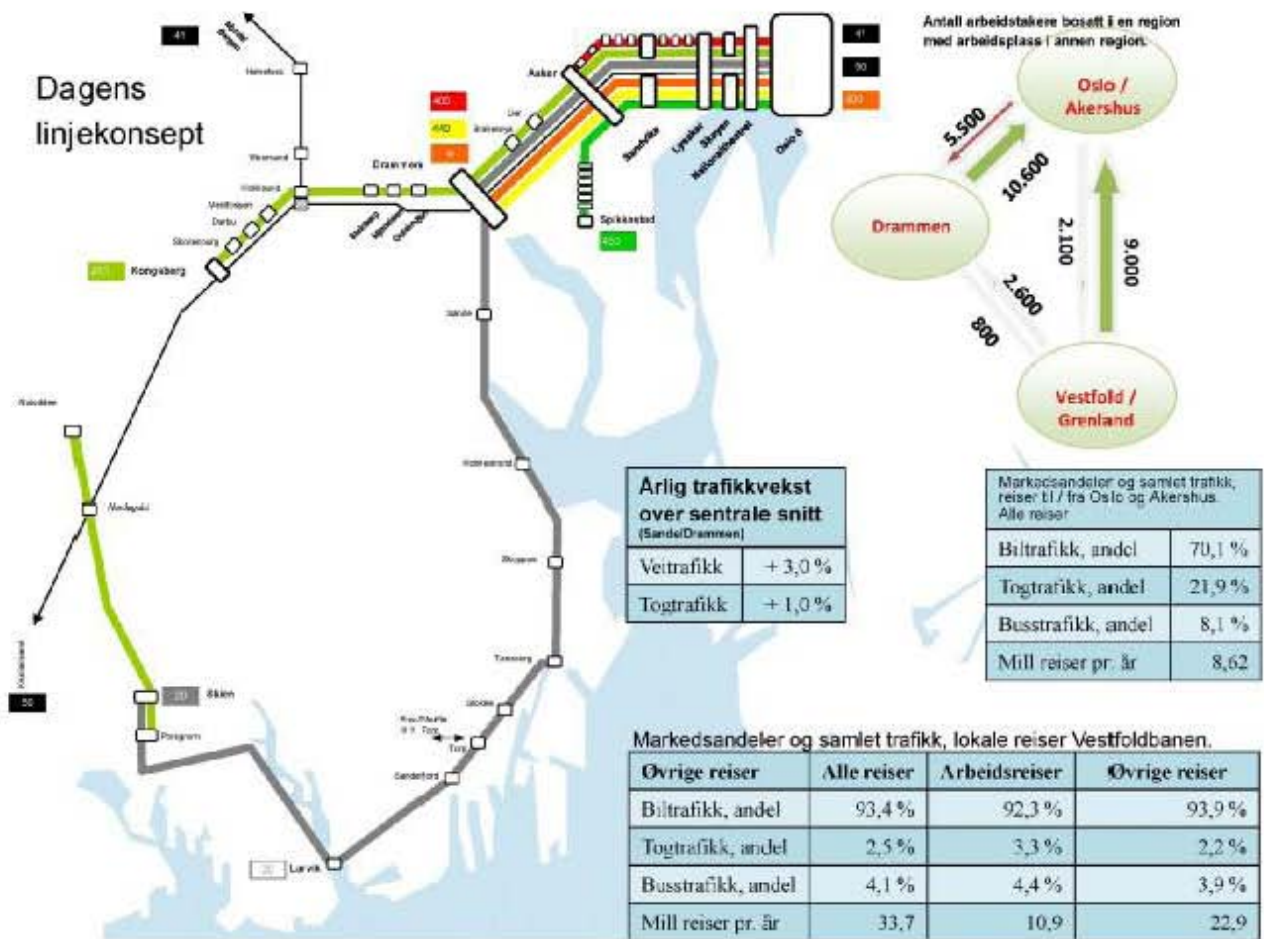 Dagens
linjekonsept
41
Drammen
Asker
Lier
Sandvika
Lysaker
Skøyen
Nationaltheatret
Oslo S
41
50
400
440
450
Spikkestad
Hokksund
Vestfossen
Darbu
Skollenborg
Kongsberg
Sande
Holmestrand
Skoppum
Tønsberg
Stokke
Torp
Sandefjord
Larvik
Porsgrunn
20 Skien
50
Antall arbeidstakere bosatt i en region
med arbeidsplass i annen region.
Oslo /
Akershus
5.500
10.600
Drammen
2.100
9.000
2.600
800
Vestfold /
Grenland
Årlig trafikkvekst
over sentrale snitt
(Sande/Drammen)
Veitrafikk + 3,0 %
Togtrafikk + 1,0 %
Markedsandeler og samlet trafikk,
reiser til / fra Oslo og Akershus.
Alle reiser
Biltrafikk, andel 70,1 %
Togtrafikk, andel 21,9 %
Busstrafikk, andel 8,1 %
Mill reiser pr. år 8,62
Markedsandeler og samlet trafikk, lokale reiser Vestfoldbanen.
Øvrige reiser Alle reiser Arbeidsreiser Øvrige reiser
Biltrafikk, andel 93,4 % 92,3 % 93,9 %
Togtrafikk, andel 2,5 % 3,3 % 2,2 %
Busstrafikk, andel 4,1 % 4,4 % 3,9 %
Mill reiser pr. år 33,7 10,9 22,9